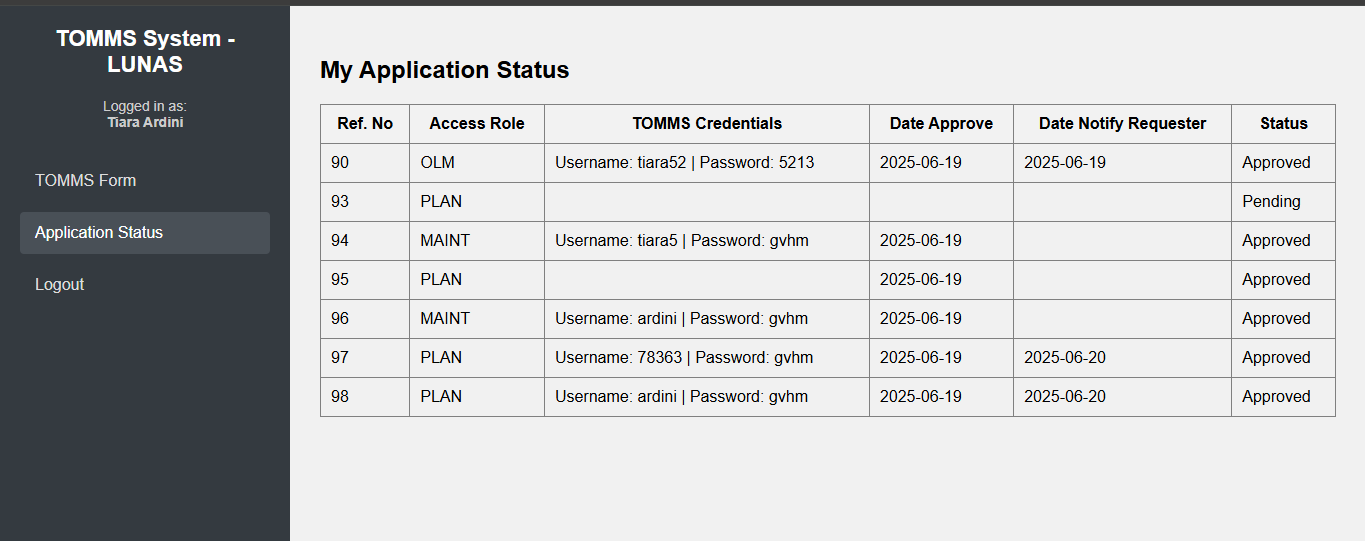 TOMMS System -
LUNAS
Logged in as:
Tiara Ardini
TOMMS Form
Application Status
Logout
My Application Status
Ref. No Access Role TOMMS Credentials Date Approve Date Notify Requester Status
90 OLM Username: tiara52 | Password: 5213 2025-06-19 2025-06-19 Approved
93 PLAN Pending
94 MAINT Username: tiara5 | Password: gvhm 2025-06-19 Approved
95 PLAN 2025-06-19 Approved
96 MAINT Username: ardini | Password: gvhm 2025-06-19 Approved
97 PLAN Username: 78363 | Password: gvhm 2025-06-19 2025-06-20 Approved
98 PLAN Username: ardini | Password: gvhm 2025-06-19 2025-06-20 Approved